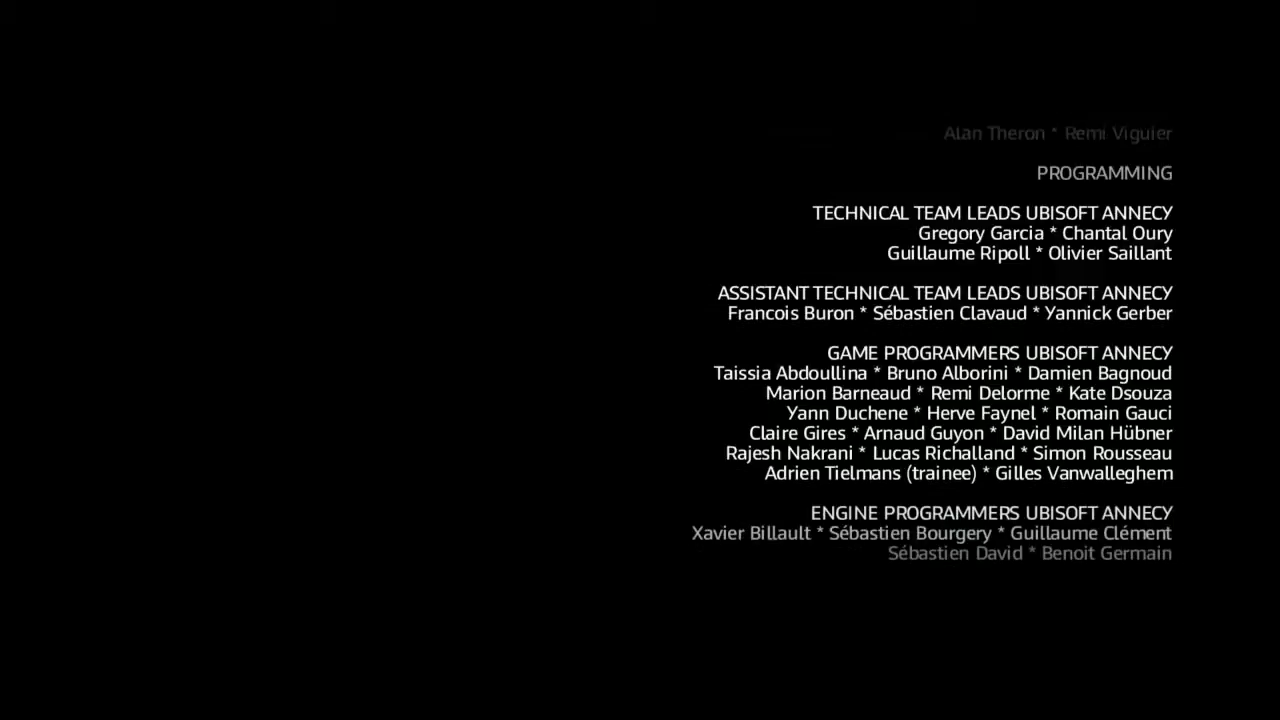 Alan Theron * Remi Viguier
PROGRAMMING
TECHNICAL TEAM LEADS UBISOFT ANNECY
Gregory Garcia * Chantal Oury
Guillaume Ripoll * Olivier Saillant
ASSISTANT TECHNICAL TEAM LEADS UBISOFT ANNECY
Francois Buron * Sébastien Clavaud * Yannick Gerber
GAME PROGRAMMERS UBISOFT ANNECY
Taissia Abdoullina * Bruno Alborini * Damien Bagnoud
Marion Barneaud * Remi Delorme * Kate Dsouza
Yann Duchene * Herve Faynel * Romain Gauci
Claire Gires * Arnaud Guyon * David Milan Hübner
Rajesh Nakrani * Lucas Richalland * Simon Rousseau
Adrien Tielmans (trainee) * Gilles Vanwalleghem
ENGINE PROGRAMMERS UBISOFT ANNECY
Xavier Billault * Sébastien Bourgery * Guillaume Clément
Sébastien David * Benoit Germain